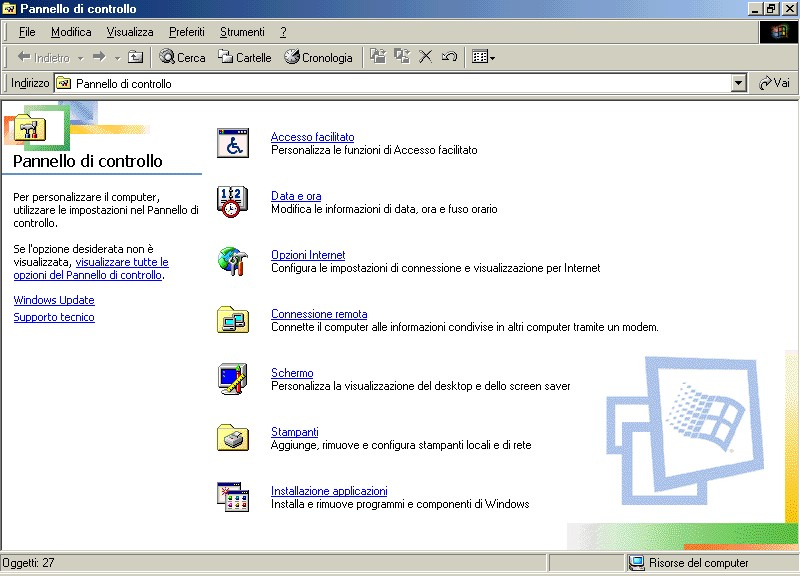 Pannello di controllo
File Modifica Visualizza Preferiti Strumenti ?
Indietro Cerca Cartelle Cronologia
Indirizzo Pannello di controllo Vai
Pannello di controllo
Per personalizzare il computer,
utilizzare le impostazioni nel Pannello di
controllo.
Se l'opzione desiderata non è
visualizzata, visualizzare tutte le
opzioni del Pannello di controllo.
Windows Update
Supporto tecnico
Accesso facilitato
Personalizza le funzioni di Accesso facilitato
Data e ora
Modifica le informazioni di data, ora e fuso orario
Opzioni Internet
Configura le impostazioni di connessione e visualizzazione per Internet
Connessione remota
Connette il computer alle informazioni condivise in altri computer tramite un modem.
Schermo
Personalizza la visualizzazione del desktop e dello screen saver
Stampanti
Aggiunge, rimuove e configura stampanti locali e di rete
Installazione applicazioni
Installa e rimuove programmi e componenti di Windows
Oggetti: 27 Risorse del computer